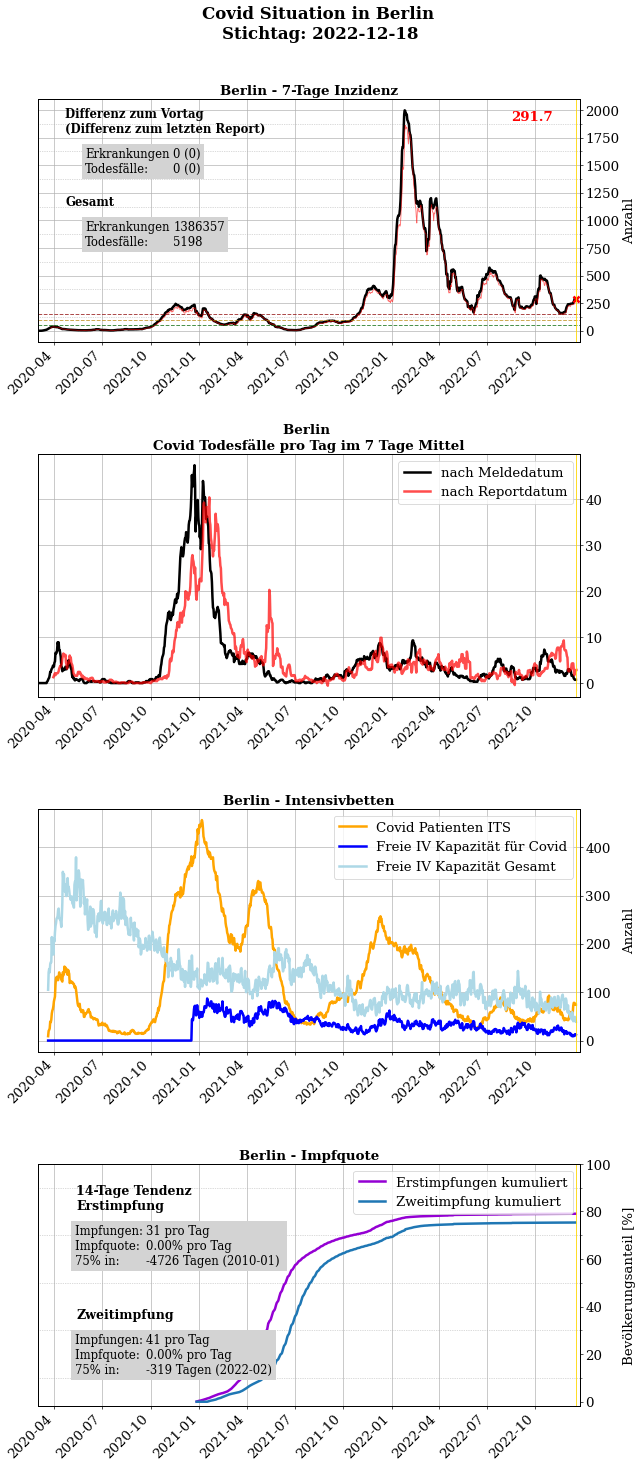 Covid Situation in Berlin
Stichtag: 2022-12-18
Berlin - 7-Tage Inzidenz
Differenz zum Vortag
(Differenz zum letzten Report)
Erkrankungen 0 (0)
Todesfälle: 0 (0)
Gesamt
Erkrankungen 1386357
Todesfälle: 5198
291.7
2000
1750
1500
1250
1000
750
500
250
0
Anzahl
2020-04
2020-07
2020-10
2021-01
2021-04
2021-07
2021-10
2022-01
2022-04
2022-07
2022-10
Berlin
Covid Todesfälle pro Tag im 7 Tage Mittel
nach Meldedatum
nach Reportdatum
40
30
20
10
0
2020-04
2020-07
2020-10
2021-01
2021-04
2021-07
2021-10
2022-01
2022-04
2022-07
2022-10
Berlin - Intensivbetten
Covid Patienten ITS
Freie IV Kapazität für Covid
Freie IV Kapazität Gesamt
400
300
200
100
0
Anzahl
2020-04
2020-07
2020-10
2021-01
2021-04
2021-07
2021-10
2022-01
2022-04
2022-07
2022-10
Berlin - Impfquote
14-Tage Tendenz
Erstimpfung
Impfungen: 31 pro Tag
Impfquote: 0.00% pro Tag
75% in: -4726 Tagen (2010-01)
Zweitimpfung
Impfungen: 41 pro Tag
Impfquote: 0.00% pro Tag
75% in: -319 Tagen (2022-02)
Erstimpfungen kumuliert
Zweitimpfung kumuliert
100
80
60
40
20
0
Bevölkerungsanteil [%]
2020-04
2020-07
2020-10
2021-01
2021-04
2021-07
2021-10
2022-01
2022-04
2022-07
2022-10